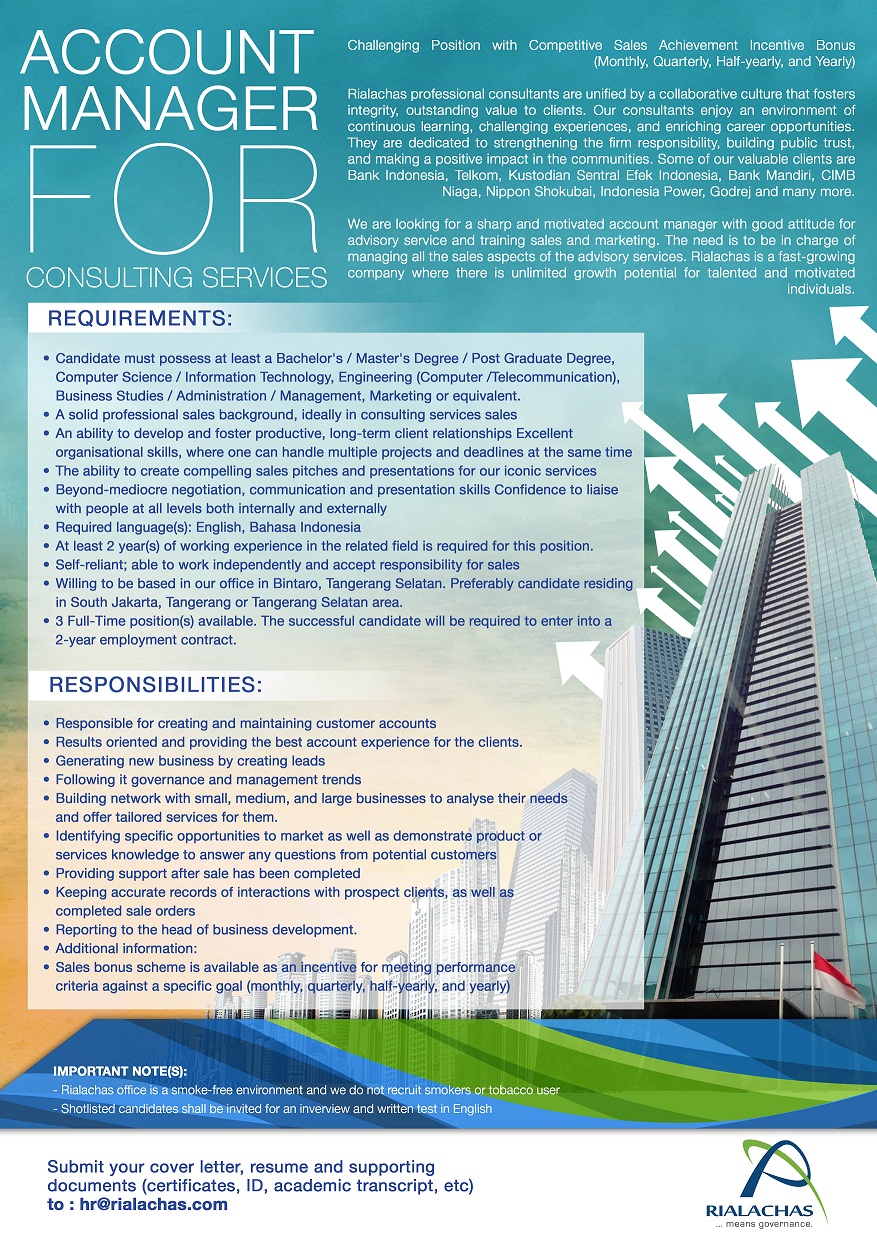 ACCOUNT
MANAGER
FOR
CONSULTING SERVICES
Challenging Position with Competitive Sales Achievement Incentive Bonus
(Monthly, Quarterly, Half-yearly, and Yearly)
Rialachas professional consultants are unified by a collaborative culture that fosters
integrity, outstanding value to clients. Our consultants enjoy an environment of
continuous learning, challenging experiences, and enriching career opportunities.
They are dedicated to strengthening the firm responsibility, building public trust,
and making a positive impact in the communities. Some of our valuable clients are
Bank Indonesia, Telkom, Kustodian Sentral Efek Indonesia, Bank Mandiri, CIMB
Niaga, Nippon Shokubai, Indonesia Power, Godrej and many more.
We are looking for a sharp and motivated account manager with good attitude for
advisory service and training sales and marketing. The need is to be in charge of
managing all the sales aspects of the advisory services. Rialachas is a fast-growing
company where there is unlimited growth potential for talented and motivated
individuals.
REQUIREMENTS:
• Candidate must possess at least a Bachelor's / Master's Degree / Post Graduate Degree,
Computer Science / Information Technology, Engineering (Computer /Telecommunication),
Business Studies / Administration / Management, Marketing or equivalent.
• A solid professional sales background, ideally in consulting services sales
• An ability to develop and foster productive, long-term client relationships Excellent
organisational skills, where one can handle multiple projects and deadlines at the same time
• The ability to create compelling sales pitches and presentations for our iconic services
• Beyond-mediocre negotiation, communication and presentation skills Confidence to liaise
with people at all levels both internally and externally
• Required language(s): English, Bahasa Indonesia
• At least 2 year(s) of working experience in the related field is required for this position.
• Self-reliant; able to work independently and accept responsibility for sales
• Willing to be based in our office in Bintaro, Tangerang Selatan. Preferably candidate residing
in South Jakarta, Tangerang or Tangerang Selatan area.
• 3 Full-Time position(s) available. The successful candidate will be required to enter into a
2-year employment contract.
RESPONSIBILITIES:
• Responsible for creating and maintaining customer accounts
• Results oriented and providing the best account experience for the clients.
• Generating new business by creating leads
• Following it governance and management trends
• Building network with small, medium, and large businesses to analyse their needs
and offer tailored services for them.
• Identifying specific opportunities to market as well as demonstrate product or
services knowledge to answer any questions from potential customers
• Providing support after sale has been completed
• Keeping accurate records of interactions with prospect clients, as well as
completed sale orders
• Reporting to the head of business development.
• Additional information:
• Sales bonus scheme is available as an incentive for meeting performance
criteria against a specific goal (monthly, quarterly, half-yearly, and yearly)
IMPORTANT NOTE(S):
- Rialachas office is a smoke-free environment and we do not recruit smokers or tobacco user
- Shotlisted candidates shall be invited for an inverview and written test in English
Submit your cover letter, resume and supporting
documents (certificates, ID, academic transcript, etc)
to : hr@rialachas.com
RIALACHAS
... means governance.